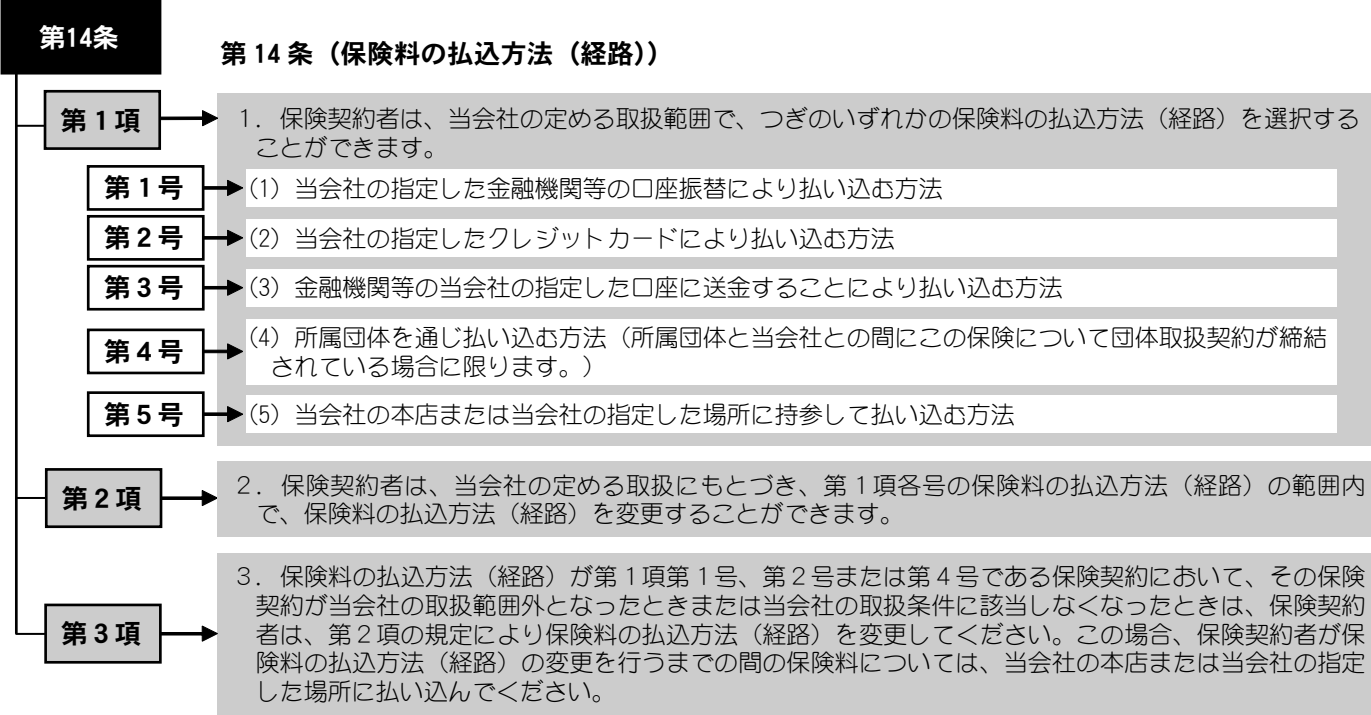 第14条
第14条（保険料の払込方法（経路））
第1項
1．保険契約者は、当会社の定める取扱範囲で、つぎのいずれかの保険料の払込方法（経路）を選択する
ことができます。
第1号
(1) 当会社の指定した金融機関等の口座振替により払い込む方法
第2号
(2) 当会社の指定したクレジットカードにより払い込む方法
第3号
(3) 金融機関等の当会社の指定した口座に送金することにより払い込む方法
第4号
(4) 所属団体を通じ払い込む方法（所属団体と当会社との間にこの保険について団体取扱契約が締結
されている場合に限ります。）
第5号
(5) 当会社の本店または当会社の指定した場所に持参して払い込む方法
第2項
2．保険契約者は、当会社の定める取扱にもとづき、第1項各号の保険料の払込方法（経路）の範囲内
で、保険料の払込方法（経路）を変更することができます。
第3項
3．保険料の払込方法（経路）が第1項第1号、第2号または第4号である保険契約において、その保険
契約が当会社の取扱範囲外となったときまたは当会社の取扱条件に該当しなくなったときは、保険契約
者は、第2項の規定により保険料の払込方法（経路）を変更してください。この場合、保険契約者が保
険料の払込方法（経路）の変更を行うまでの間の保険料については、当会社の本店または当会社の指定
した場所に払い込んでください。